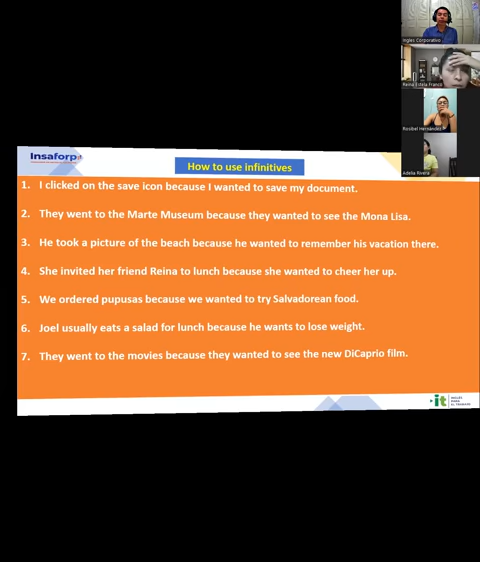 Inglés Corporativo
Reina Estela Franco
Rosibel Hernández
Adelia Rivera
Insaforp
How to use infinitives
1. I clicked on the save icon because I wanted to save my document.
2. They went to the Marte Museum because they wanted to see the Mona Lisa.
3. He took a picture of the beach because he wanted to remember his vacation there.
4. She invited her friend Reina to lunch because she wanted to cheer her up.
5. We ordered pupusas because we wanted to try Salvadorean food.
6. Joel usually eats a salad for lunch because he wants to lose weight.
7. They went to the movies because they wanted to see the new DiCaprio film.
it
INGLÉS
PARA
EL TRABAJO